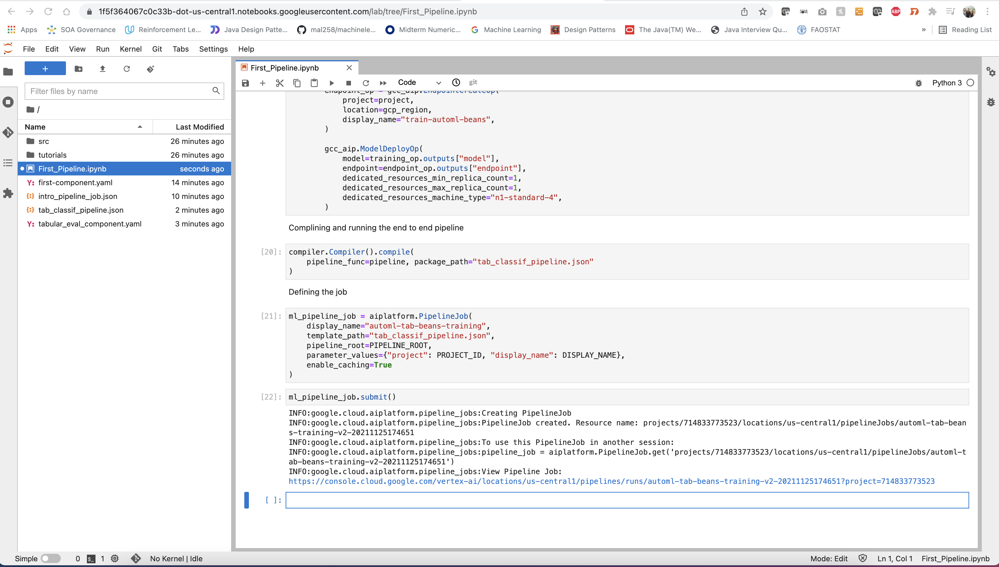 1f5f364067c0c33b-dot-us-central1.notebooks.googleusercontent.com/lab/tree/First_Pipeline.ipynb
Apps SOA Governance Reinforcement Le... Java Design Patte... mal258/machinele... Midterm Numeric... Machine Learning Design Patterns The Java(TM) We... Java Interview Qu... FAOSTAT » Reading List
File Edit View Run Kernel Git Tabs Settings Help
First_Pipeline.ipynb
Code git Python 3
Filter files by name
/
Name Last Modified
src 26 minutes ago
tutorials 26 minutes ago
First_Pipeline.ipynb seconds ago
Y: first-component.yaml 14 minutes ago
{:} intro_pipeline_job.json 10 minutes ago
{:} tab_classif_pipeline.json 2 minutes ago
Y: tabular_eval_component.yaml 3 minutes ago
endpoint_op = gcc_aip.EndpointCreateOp(
project=project,
location=gcp_region,
display_name="train-automl-beans",
)
gcc_aip.ModelDeployOp(
model=training_op.outputs["model"],
endpoint=endpoint_op.outputs["endpoint"],
dedicated_resources_min_replica_count=1,
dedicated_resources_max_replica_count=1,
dedicated_resources_machine_type="n1-standard-4",
)
Complining and running the end to end pipeline
[20]: compiler.Compiler().compile(
pipeline_func=pipeline, package_path="tab_classif_pipeline.json"
)
Defining the job
[21]: ml_pipeline_job = aiplatform.PipelineJob(
display_name="automl-tab-beans-training",
template_path="tab_classif_pipeline.json",
pipeline_root=PIPELINE_ROOT,
parameter_values={"project": PROJECT_ID, "display_name": DISPLAY_NAME},
enable_caching=True
)
[22]: ml_pipeline_job.submit()
INFO:google.cloud.aiplatform.pipeline_jobs:Creating PipelineJob
INFO:google.cloud.aiplatform.pipeline_jobs:PipelineJob created. Resource name: projects/714833773523/locations/us-central1/pipelineJobs/automl-tab-bean
s-training-v2-20211125174651
INFO:google.cloud.aiplatform.pipeline_jobs:To use this PipelineJob in another session:
INFO:google.cloud.aiplatform.pipeline_jobs:pipeline_job = aiplatform.PipelineJob.get('projects/714833773523/locations/us-central1/pipelineJobs/automl-t
ab-beans-training-v2-20211125174651')
INFO:google.cloud.aiplatform.pipeline_jobs:View Pipeline Job:
https://console.cloud.google.com/vertex-ai/locations/us-central1/pipelines/runs/automl-tab-beans-training-v2-20211125174651?project=714833773523
[ ]:
Simple 0 $_ 1 No Kernel | Idle Mode: Edit Ln 1, Col 1 First_Pipeline.ipynb